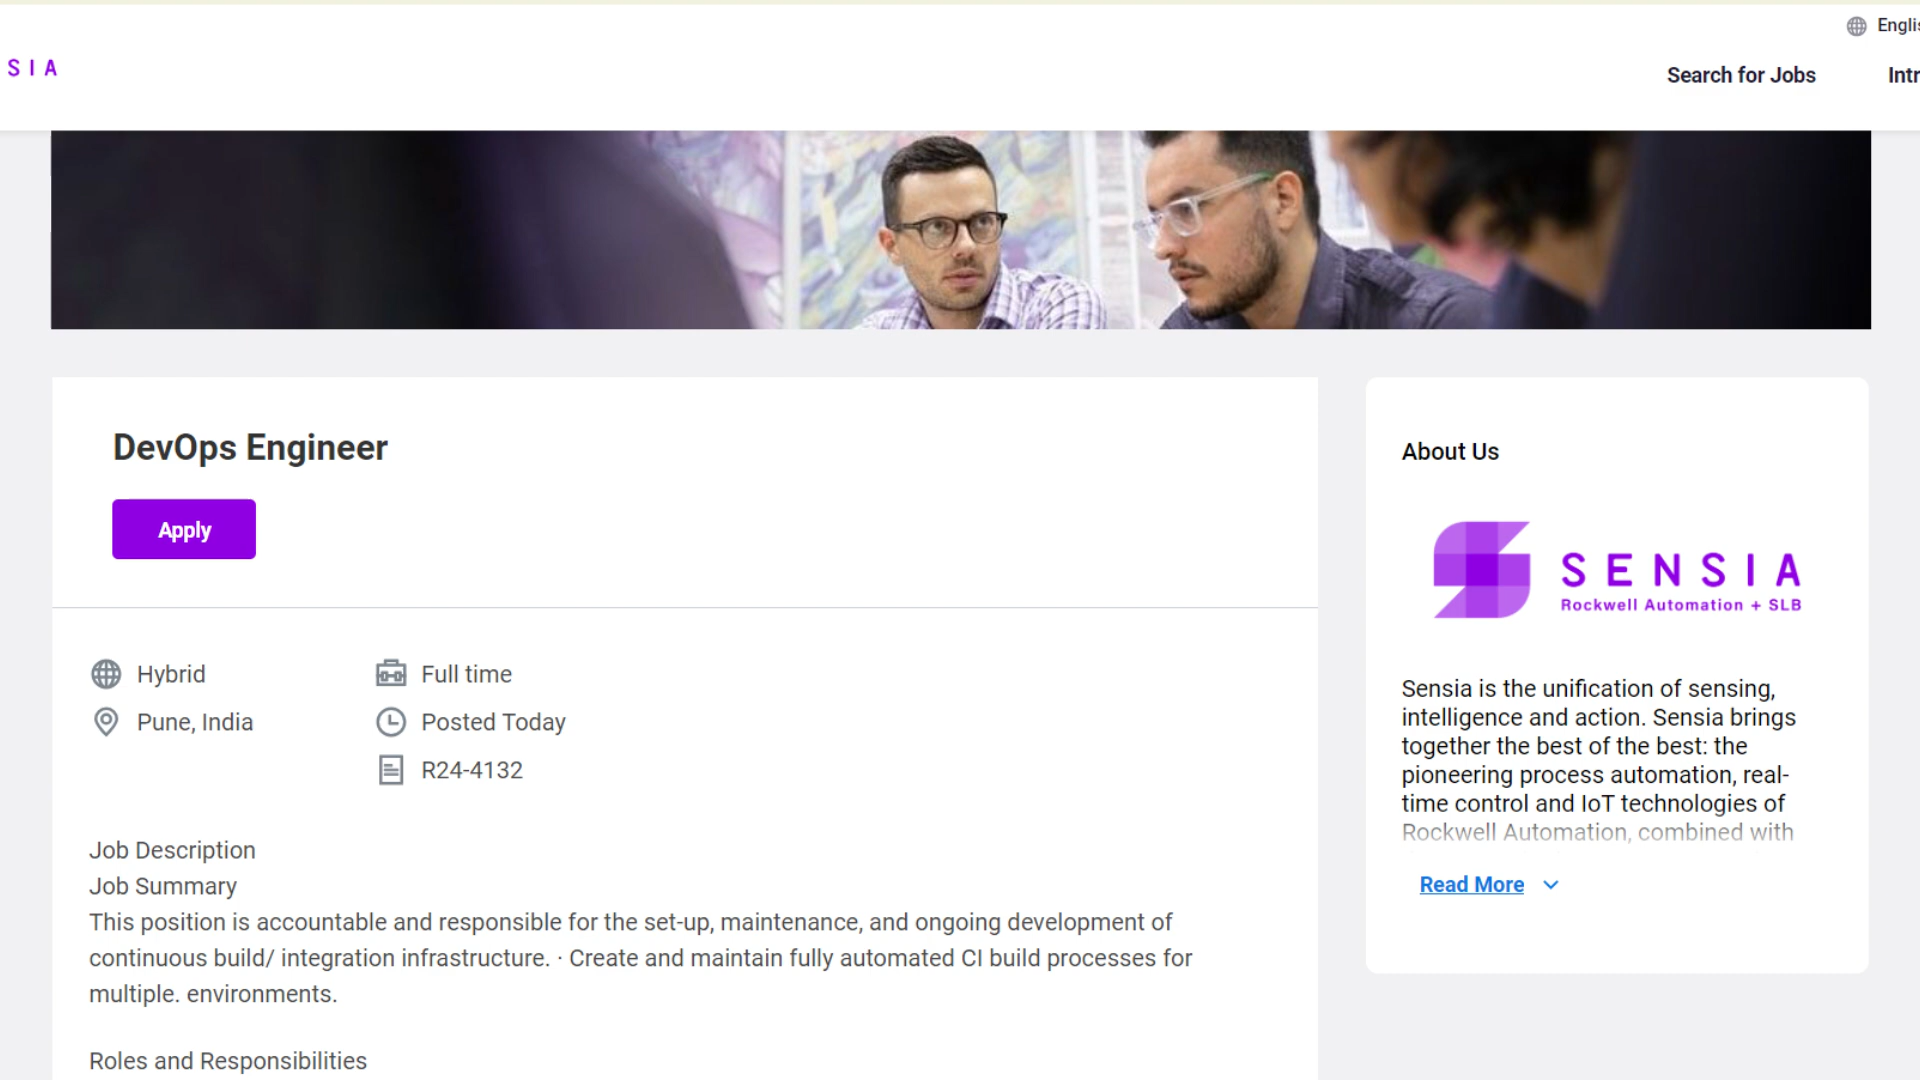 SIA
Search for Jobs
DevOps Engineer
Apply
Hybrid
Full time
Pune, India
Posted Today
R24-4132
Job Description
Job Summary
This position is accountable and responsible for the set-up, maintenance, and ongoing development of
continuous build/ integration infrastructure. · Create and maintain fully automated CI build processes for
multiple. environments.
Roles and Responsibilities
About Us
SENSIA
Rockwell Automation + SLB
Sensia is the unification of sensing,
intelligence and action. Sensia brings
together the best of the best: the
pioneering process automation, real-
time control and IoT technologies of
Rockwell Automation, combined with
Read More